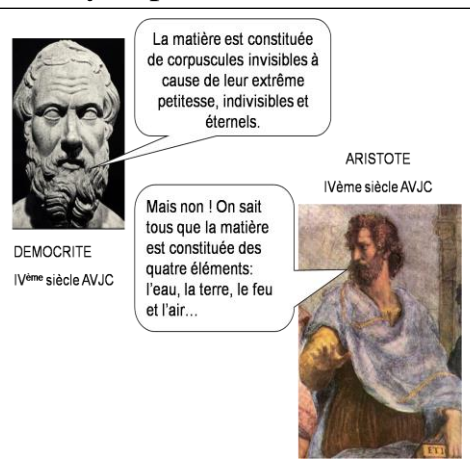 La matière est constituée
de corpuscules invisibles à
cause de leur extrême
petitesse, indivisibles et
éternels.
ARISTOTE
IVème siècle AVJC
Mais non ! On sait
tous que la matière
est constituée des
quatre éléments:
l'eau, la terre, le feu
et l'air...
DEMOCRITE
IVème siècle AVJC